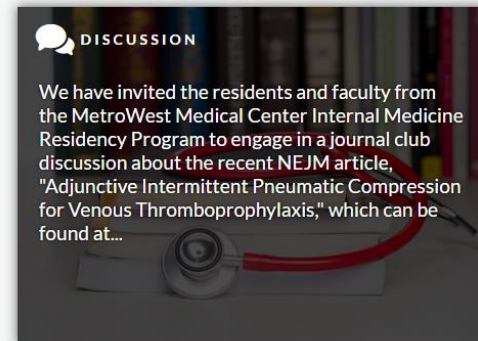 DISCUSSION
We have invited the residents and faculty from
the MetroWest Medical Center Internal Medicine
Residency Program to engage in a journal club
discussion about the recent NEJM article,
"Adjunctive Intermittent Pneumatic Compression
for Venous Thromboprophylaxis," which can be
found at...